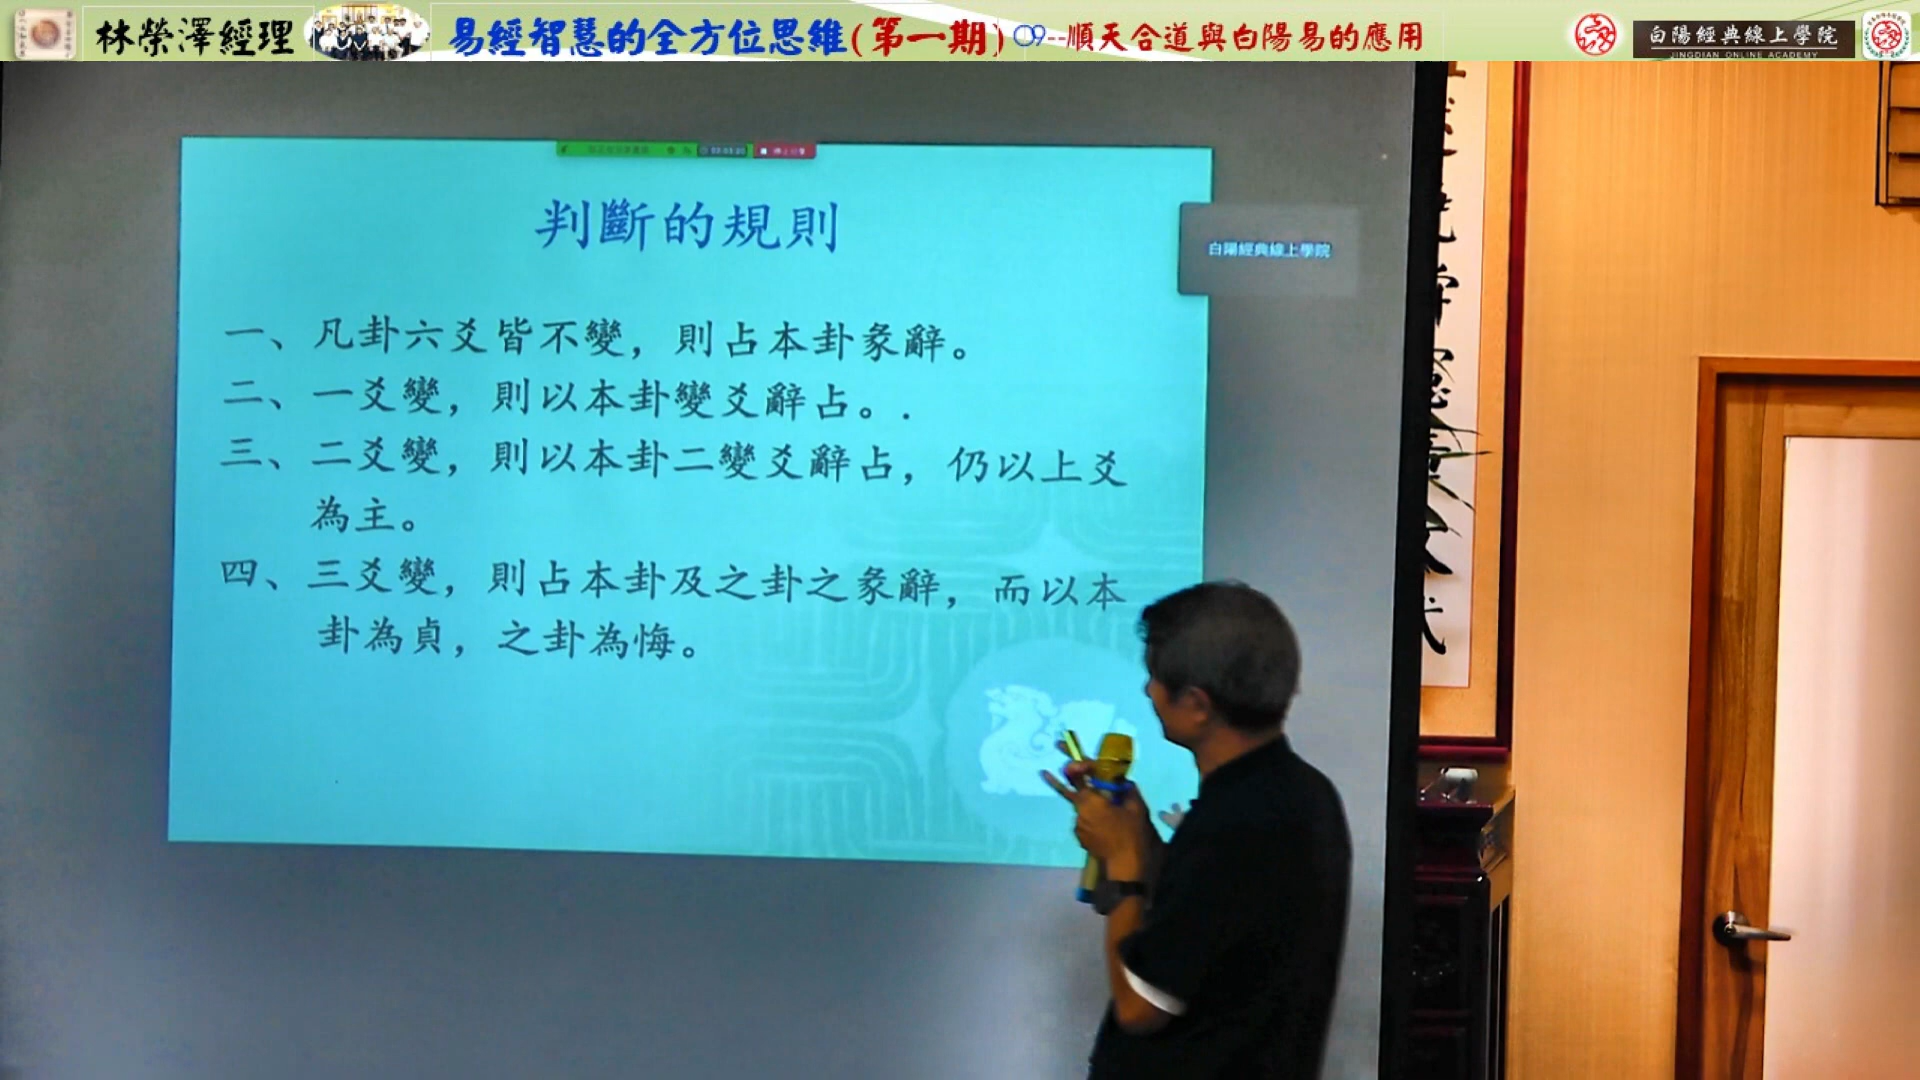 林榮澤經理
易經智慧的全方位思維(第一期)09--順天合道與白陽易的應用
白陽經典線上學院
JINGDIAN ONLINE ACADEMY
判斷的規則
白陽經典線上學院
一、凡卦六爻皆不變，則占本卦彖辭。
二、一爻變，則以本卦變爻辭占。.
三、二爻變，則以本卦二變爻辭占，仍以上爻
為主。
四、三爻變，則占本卦及之卦之彖辭，而以本
卦為貞，之卦為悔。